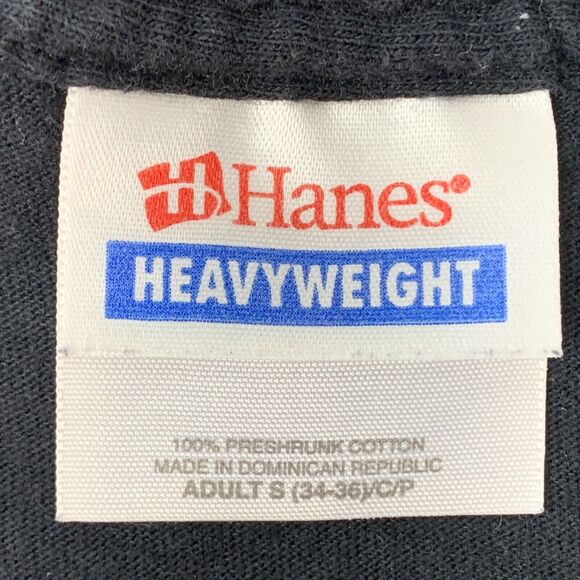 Hanes®
HEAVYWEIGHT
100% PRESHRUNK COTTON
MADE IN DOMINICAN REPUBLIC
ADULT S (34-36)/C/P